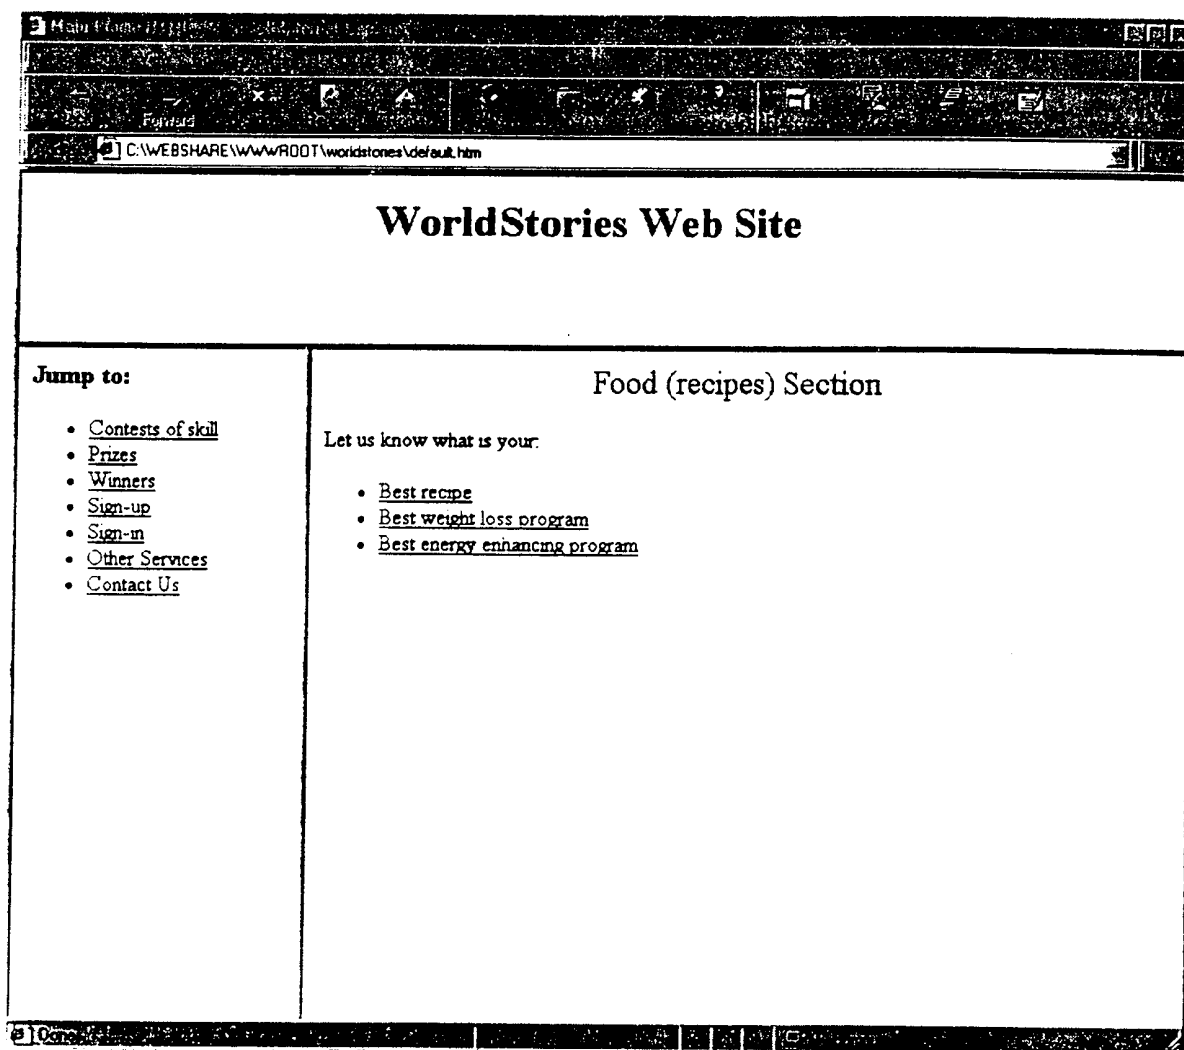 Forward
C:\WEBSHARE\WWWROOT\worldstories\default.htm
WorldStories Web Site
Jump to:
• Contests of skill
• Prizes
• Winners
• Sign-up
• Sign-in
• Other Services
• Contact Us
Food (recipes) Section
Let us know what is your:
• Best recipe
• Best weight loss program
• Best energy enhancing program
Done